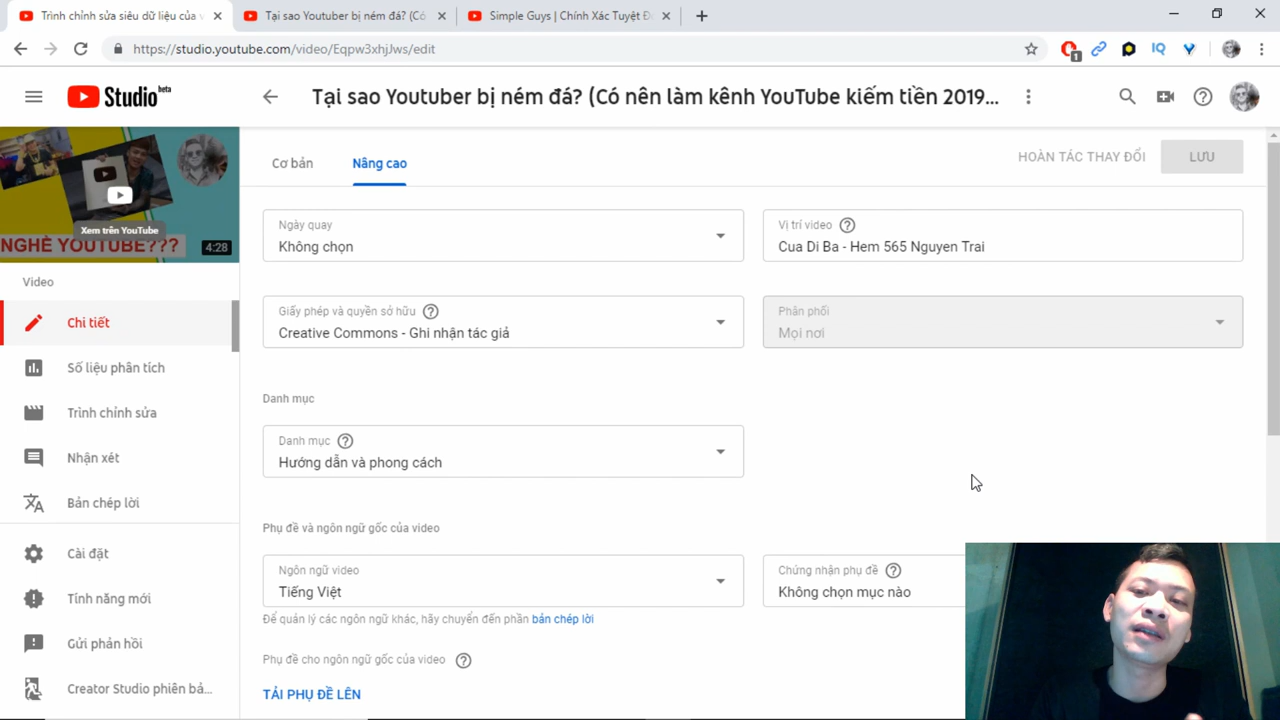 Trình chỉnh sửa siêu dữ liệu của v
Tại sao Youtuber bị ném đá? (Có
Simple Guys | Chính Xác Tuyệt Đ
https://studio.youtube.com/video/Eqpw3xhjJws/edit
1
IQ
Studio beta
Tại sao Youtuber bị ném đá? (Có nên làm kênh YouTube kiếm tiền 2019...
Xem trên YouTube
NGHỀ YOUTUBE???
4:28
Cơ bản
Nâng cao
HOÀN TÁC THAY ĐỔI
LƯU
Ngày quay
Không chọn
Vị trí video
Cua Di Ba - Hem 565 Nguyen Trai
Giấy phép và quyền sở hữu
Creative Commons - Ghi nhận tác giả
Phân phối
Mọi nơi
Danh mục
Danh mục
Hướng dẫn và phong cách
Phụ đề và ngôn ngữ gốc của video
Ngôn ngữ video
Tiếng Việt
Chứng nhận phụ đề
Không chọn mục nào
Để quản lý các ngôn ngữ khác, hãy chuyển đến phần bản chép lời
Phụ đề cho ngôn ngữ gốc của video
TẢI PHỤ ĐỀ LÊN
Video
Chi tiết
Số liệu phân tích
Trình chỉnh sửa
Nhận xét
Bản chép lời
Cài đặt
Tính năng mới
Gửi phản hồi
Creator Studio phiên bả...